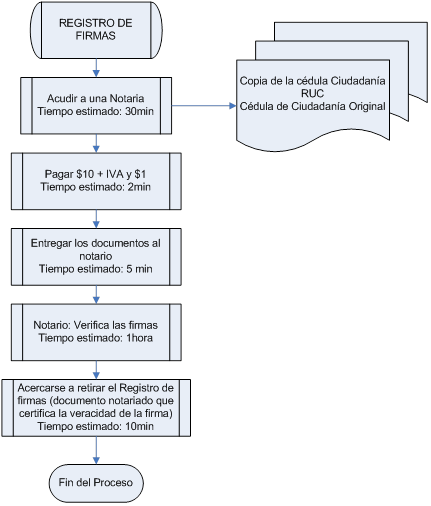 REGISTRO DE
FIRMAS
Acudir a una Notaría
Tiempo estimado: 30min
Copia de la cédula Ciudadanía
RUC
Cédula de Ciudadanía Original
Pagar $10 + IVA y $1
Tiempo estimado: 2min
Entregar los documentos al
notario
Tiempo estimado: 5 min
Notario: Verifica las firmas
Tiempo estimado: 1hora
Acercarse a retirar el Registro de
firmas (documento notariado que
certifica la veracidad de la firma)
Tiempo estimado: 10min
Fin del Proceso